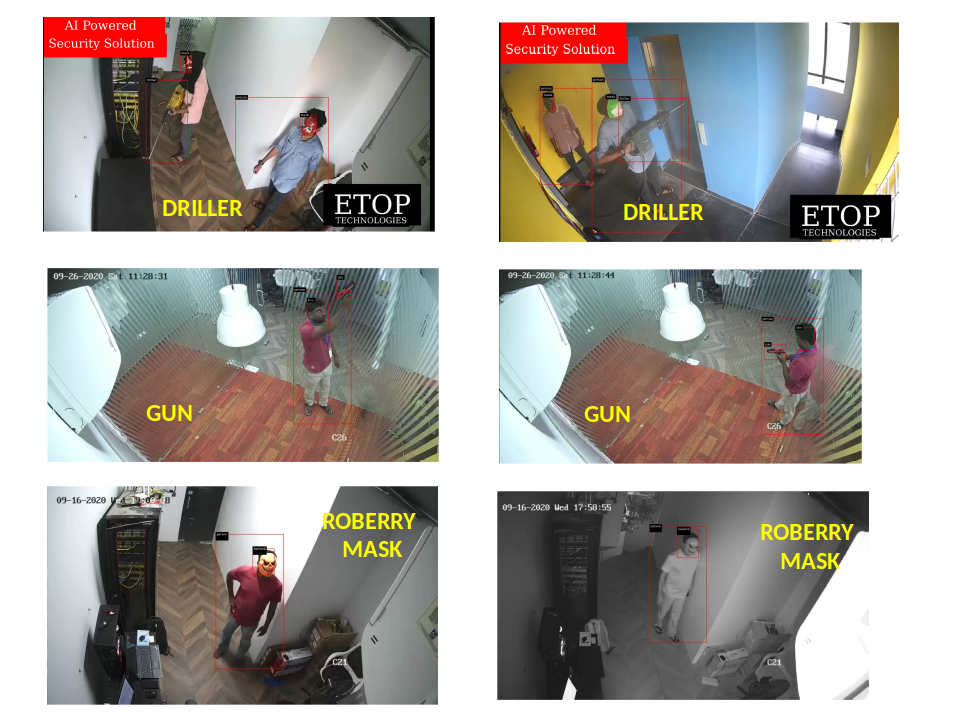 AI Powered
Security Solution
DRILLER
ETOP
TECHNOLOGIES
AI Powered
Security Solution
DRILLER
ETOP
TECHNOLOGIES
09-26-2020 Sat 11:28:31
GUN
C26
09-26-2020 Sat 11:28:44
GUN
C26
09-16-2020
ROBERRY
MASK
C21
09-16-2020 Wed 17:58:55
ROBERRY
MASK
C21